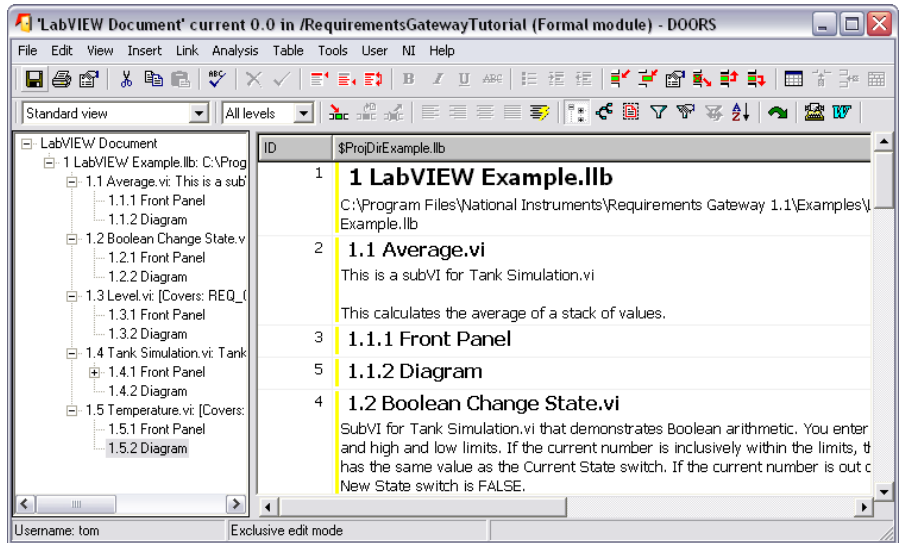 'LabVIEW Document' current 0.0 in /RequirementsGatewayTutorial (Formal module) - DOORS
File Edit View Insert Link Analysis Table Tools User NI Help
ABC B I U ABC
Standard view All levels A Z W
LabVIEW Document
1 LabVIEW Example.llb: C:\Prog
1.1 Average.vi: This is a sub
1.1.1 Front Panel
1.1.2 Diagram
1.2 Boolean Change State.v
1.2.1 Front Panel
1.2.2 Diagram
1.3 Level.vi: [Covers: REQ_
1.3.1 Front Panel
1.3.2 Diagram
1.4 Tank Simulation.vi: Tank
1.4.1 Front Panel
1.4.2 Diagram
1.5 Temperature.vi: [Covers:
1.5.1 Front Panel
1.5.2 Diagram
ID $ProjDirExample.llb
1 1 LabVIEW Example.llb
C:\Program Files\National Instruments\Requirements Gateway 1.1\Examples\
Example.llb
2 1.1 Average.vi
This is a subVI for Tank Simulation.vi
This calculates the average of a stack of values.
3 1.1.1 Front Panel
5 1.1.2 Diagram
4 1.2 Boolean Change State.vi
SubVI for Tank Simulation.vi that demonstrates Boolean arithmetic. You enter
and high and low limits. If the current number is inclusively within the limits,
has the same value as the Current State switch. If the current number is out
New State switch is FALSE.
Username: tom Exclusive edit mode